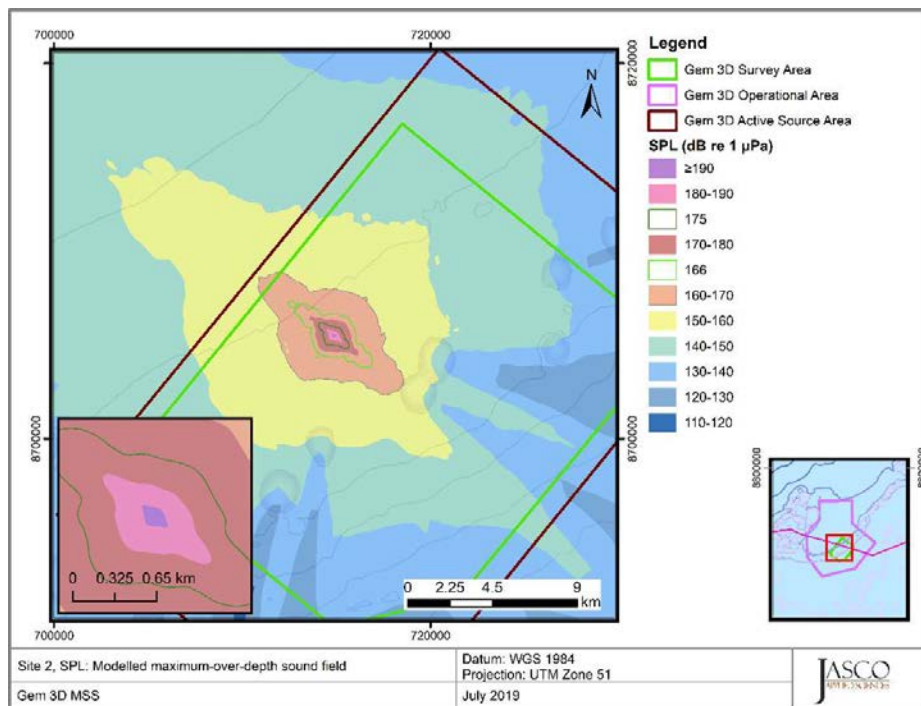 700000
720000
8720000
N
8700000
8700000
0 0.325 0.65 km
0 2.25 4.5 9
km
700000
720000
Legend
Gem 3D Survey Area
Gem 3D Operational Area
Gem 3D Active Source Area
SPL (dB re 1 µPa)
≥190
180-190
175
170-180
166
160-170
150-160
140-150
130-140
120-130
110-120
8800000
Site 2, SPL: Modelled maximum-over-depth sound field
Gem 3D MSS
Datum: WGS 1984
Projection: UTM Zone 51
July 2019
JASCO
APPLIED SCIENCES